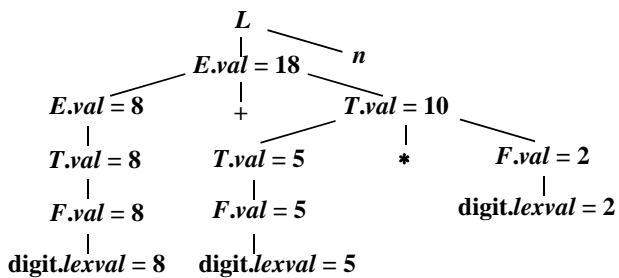 L
n
E.val = 18
E.val = 8
+
T.val = 10
T.val = 8
T.val = 5
*
F.val = 2
F.val = 8
F.val = 5
digit.lexval = 2
digit.lexval = 8
digit.lexval = 5